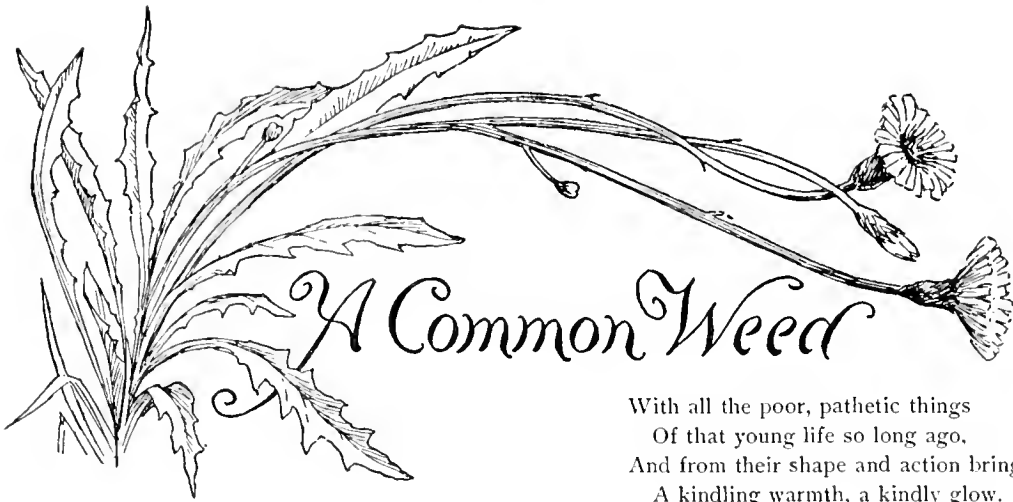 A Common Weed
With all the poor, pathetic things
Of that young life so long ago,
And from their shape and action bring
A kindling warmth, a kindly glow.